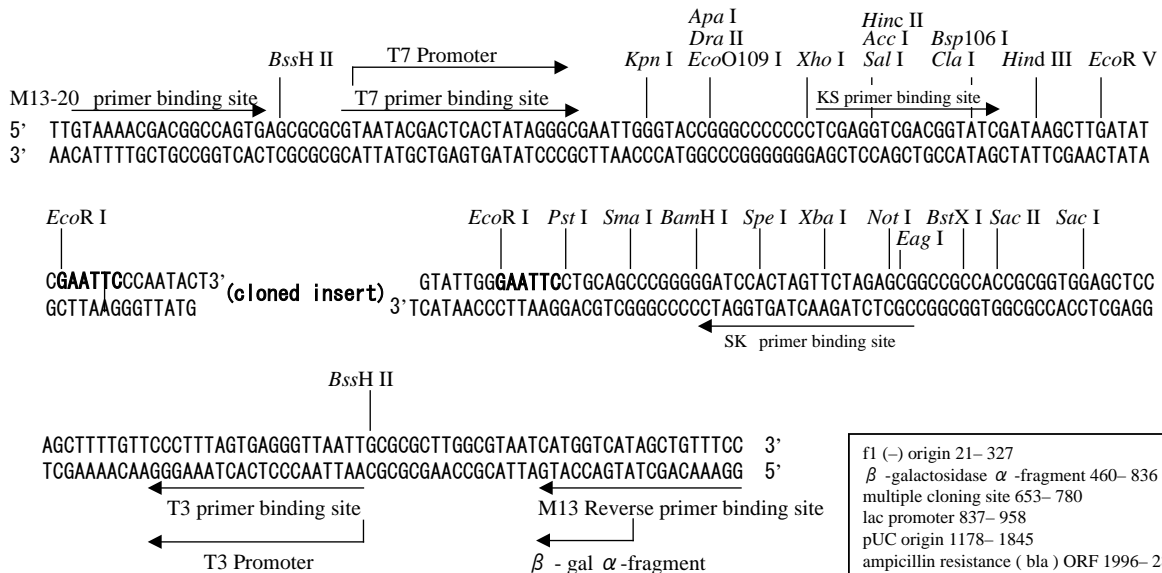 Apa I Hinc II
Dra II Acc I Bsp106 I
BssH II T7 Promoter Kpn I EcoO109 I Xho I Sal I Cla I Hind III EcoR V
M13-20 primer binding site T7 primer binding site KS primer binding site
5’ TTGTAAAACGACGGCCAGTGAGCGCGCGTAATACGACTCACTATAGGGCGAATTGGGTACCGGGCCCCCCCTCGAGGTCGACGGTATCGATAAGCTTGATAT
3’ AACATTTTGCTGCCGGTCACTCGCGCGCATTATGCTGAGTGATATCCCGCTTAACCCATGGCCCGGGGGGGAGCTCCAGCTGCCATAGCTATTCGAACTATA
EcoR I EcoR I Pst I Sma I BamH I Spe I Xba I Not I BstX I Sac II Sac I
Eag I
CGAATTCCCAATACT3’ (cloned insert) GTATTGGGAATTCCTGCAGCCCGGGGGATCCACTAGTTCTAGAGCGGCCGCCACCGCGGTGGAGCTCC
GCTTAAGGGTTATG 3’TCATAACCCTTAAGGACGTCGGGCCCCCTAGGTGATCAAGATCTCGCCGGCGGTGGCGCCACCTCGAGG
SK primer binding site
BssH II
AGCTTTTGTTCCCTTTAGTGAGGGTTAATTGCGCGCTTGGCGTAATCATGGTCATAGCTGTTTCC 3’
TCGAAAACAAGGGAAATCACTCCCAATTAACGCGCGAACCGCATTAGTACCAGTATCGACAAAGG 5’
T3 primer binding site M13 Reverse primer binding site
T3 Promoter β - gal α-fragment
f1 (–) origin 21– 327
β -galactosidase α -fragment 460– 836
multiple cloning site 653– 780
lac promoter 837– 958
pUC origin 1178– 1845
ampicillin resistance ( bla ) ORF 1996– 2